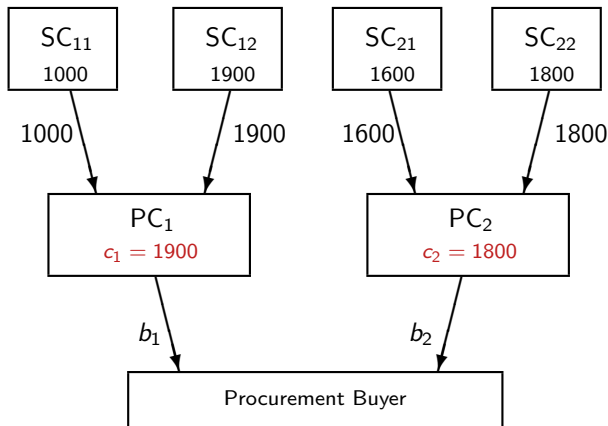 SC₁₁ SC₁₂ SC₂₁ SC₂₂
1000 1900 1600 1800
1000 1900 1600 1800
PC₁ PC₂
c₁ = 1900 c₂ = 1800
b₁ b₂
Procurement Buyer